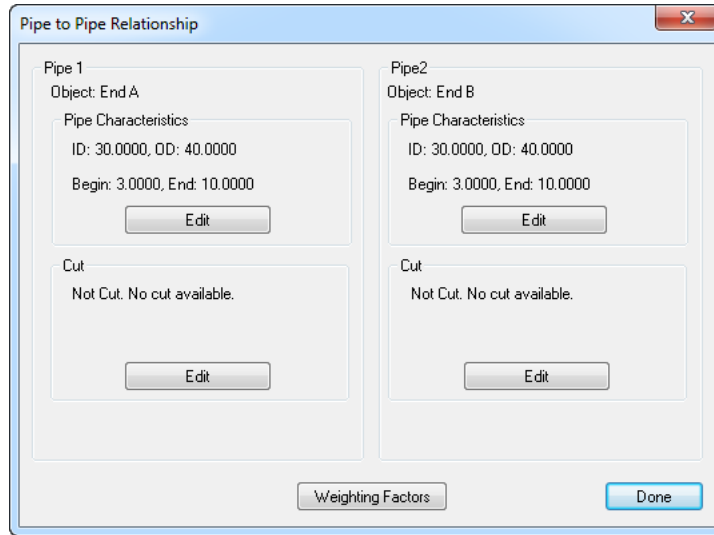 Pipe to Pipe Relationship
Pipe 1
Object: End A
Pipe Characteristics
ID: 30.0000, OD: 40.0000
Begin: 3.0000, End: 10.0000
Edit
Cut
Not Cut. No cut available.
Edit
Pipe2
Object: End B
Pipe Characteristics
ID: 30.0000, OD: 40.0000
Begin: 3.0000, End: 10.0000
Edit
Cut
Not Cut. No cut available.
Edit
Weighting Factors
Done